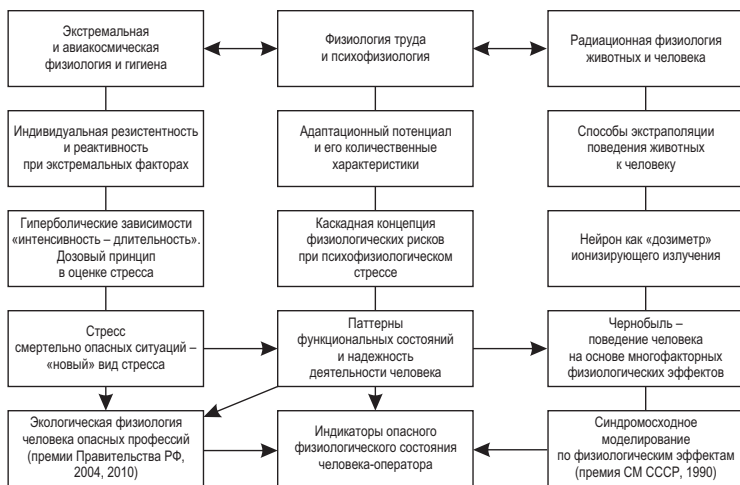 Экстремальная
и авиакосмическая
физиология и гигиена
Физиология труда
и психофизиология
Радиационная физиология
животных и человека
Индивидуальная резистентность
и реактивность
при экстремальных факторах
Адаптационный потенциал
и его количественные
характеристики
Способы экстраполяции
поведения животных
к человеку
Гиперболические зависимости
«интенсивность – длительность».
Дозовый принцип
в оценке стресса
Каскадная концепция
физиологических рисков
при психофизиологическом
стрессе
Нейрон как «дозиметр»
ионизирующего излучения
Стресс
смертельно опасных ситуаций –
«новый» вид стресса
Паттерны
функциональных состояний
и надежность
деятельности человека
Чернобыль –
поведение человека
на основе многофакторных
физиологических эффектов
Экологическая физиология
человека опасных профессий
(премии Правительства РФ,
2004, 2010)
Индикаторы опасного
физиологического состояния
человека-оператора
Синдромосходное
моделирование
по физиологическим эффектам
(премия СМ СССР, 1990)